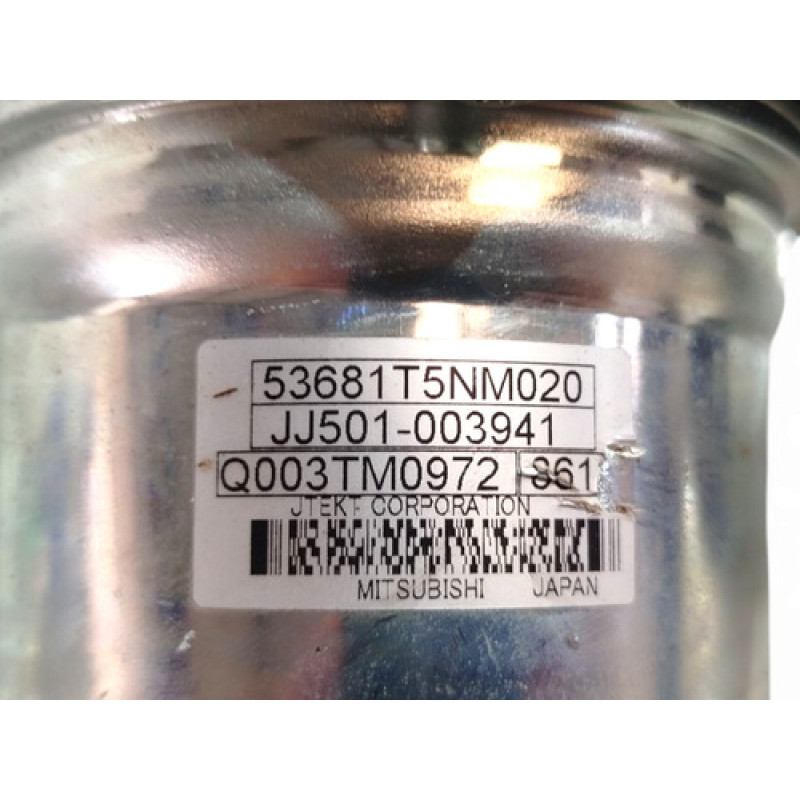 53681T5NM020
JJ501-003941
Q003TM0972 861
JTEKT CORPORATION
MITSUBISHI JAPAN